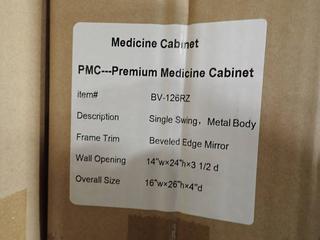 Medicine Cabinet
PMC---Premium Medicine Cabinet
item# BV-126RZ
Description Single Swing, Metal Body
Frame Trim Beveled Edge Mirror
Wall Opening 14"w×24"h×3 1/2 d
Overall Size 16"w×26"h×4"d